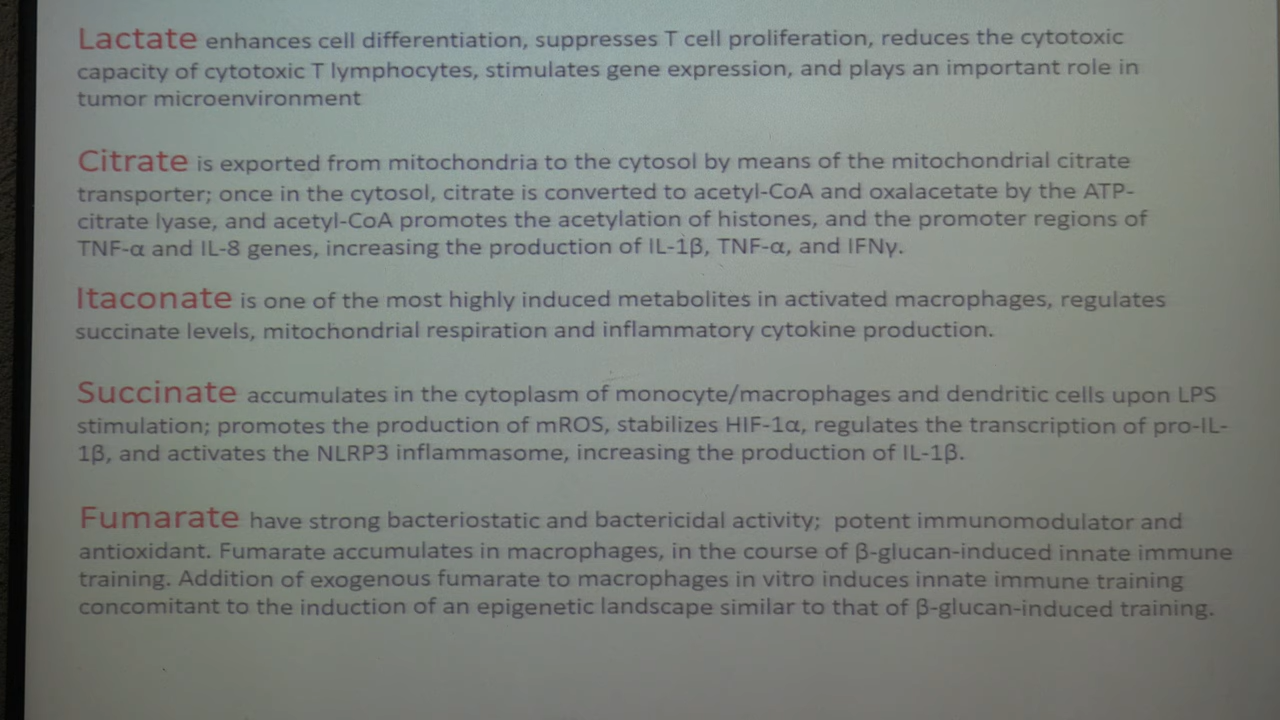 Lactate enhances cell differentiation, suppresses T cell proliferation, reduces the cytotoxic
capacity of cytotoxic T lymphocytes, stimulates gene expression, and plays an important role in
tumor microenvironment
Citrate is exported from mitochondria to the cytosol by means of the mitochondrial citrate
transporter; once in the cytosol, citrate is converted to acetyl-CoA and oxalacetate by the ATP-
citrate lyase, and acetyl-CoA promotes the acetylation of histones, and the promoter regions of
TNF-α and IL-8 genes, increasing the production of IL-1β, TNF-α, and IFNγ.
Itaconate is one of the most highly induced metabolites in activated macrophages, regulates
succinate levels, mitochondrial respiration and inflammatory cytokine production.
Succinate accumulates in the cytoplasm of monocyte/macrophages and dendritic cells upon LPS
stimulation; promotes the production of mROS, stabilizes HIF-1α, regulates the transcription of pro-IL-
1β, and activates the NLRP3 inflammasome, increasing the production of IL-1β.
Fumarate have strong bacteriostatic and bactericidal activity; potent immunomodulator and
antioxidant. Fumarate accumulates in macrophages, in the course of β-glucan-induced innate immune
training. Addition of exogenous fumarate to macrophages in vitro induces innate immune training
concomitant to the induction of an epigenetic landscape similar to that of β-glucan-induced training.